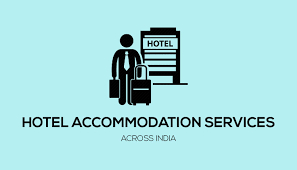 HOTEL
HOTEL ACCOMMODATION SERVICES
ACROSS INDIA